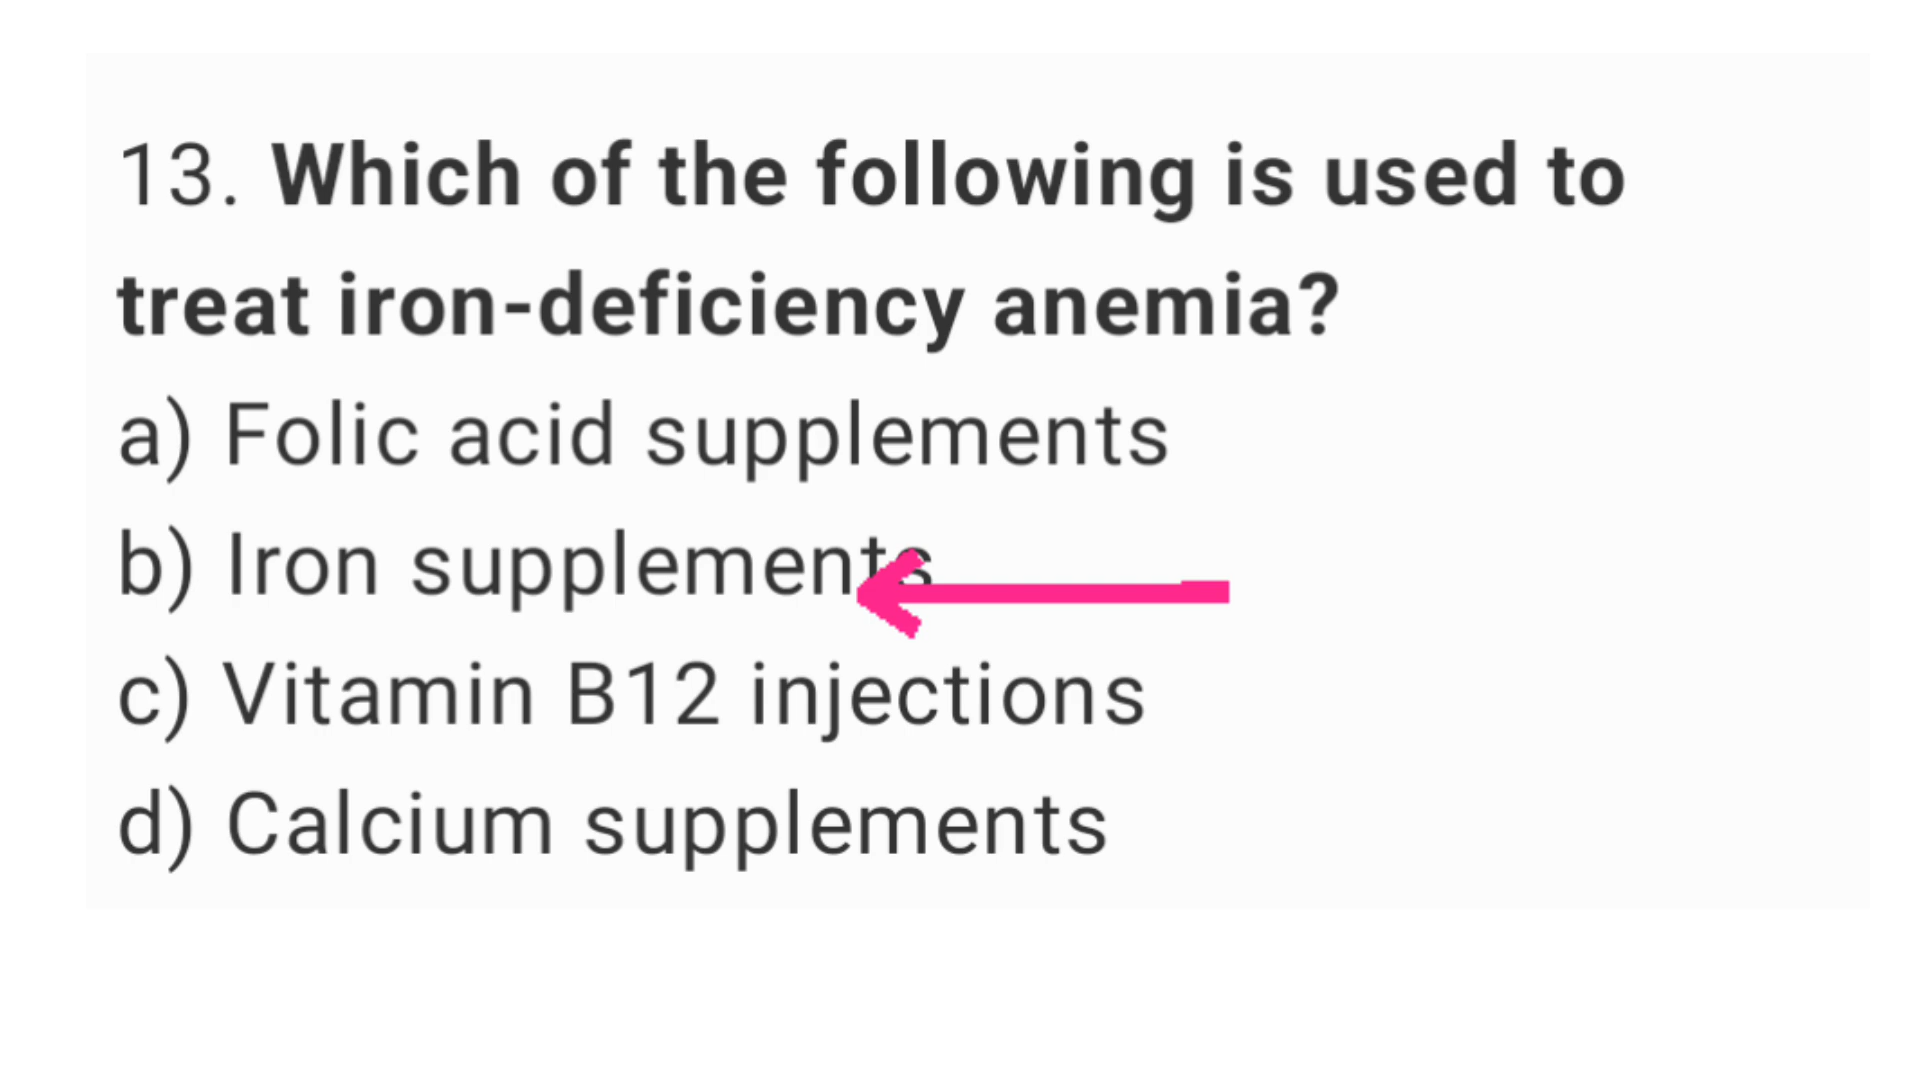 13. Which of the following is used to
treat iron-deficiency anemia?
a) Folic acid supplements
b) Iron supplements
c) Vitamin B12 injections
d) Calcium supplements